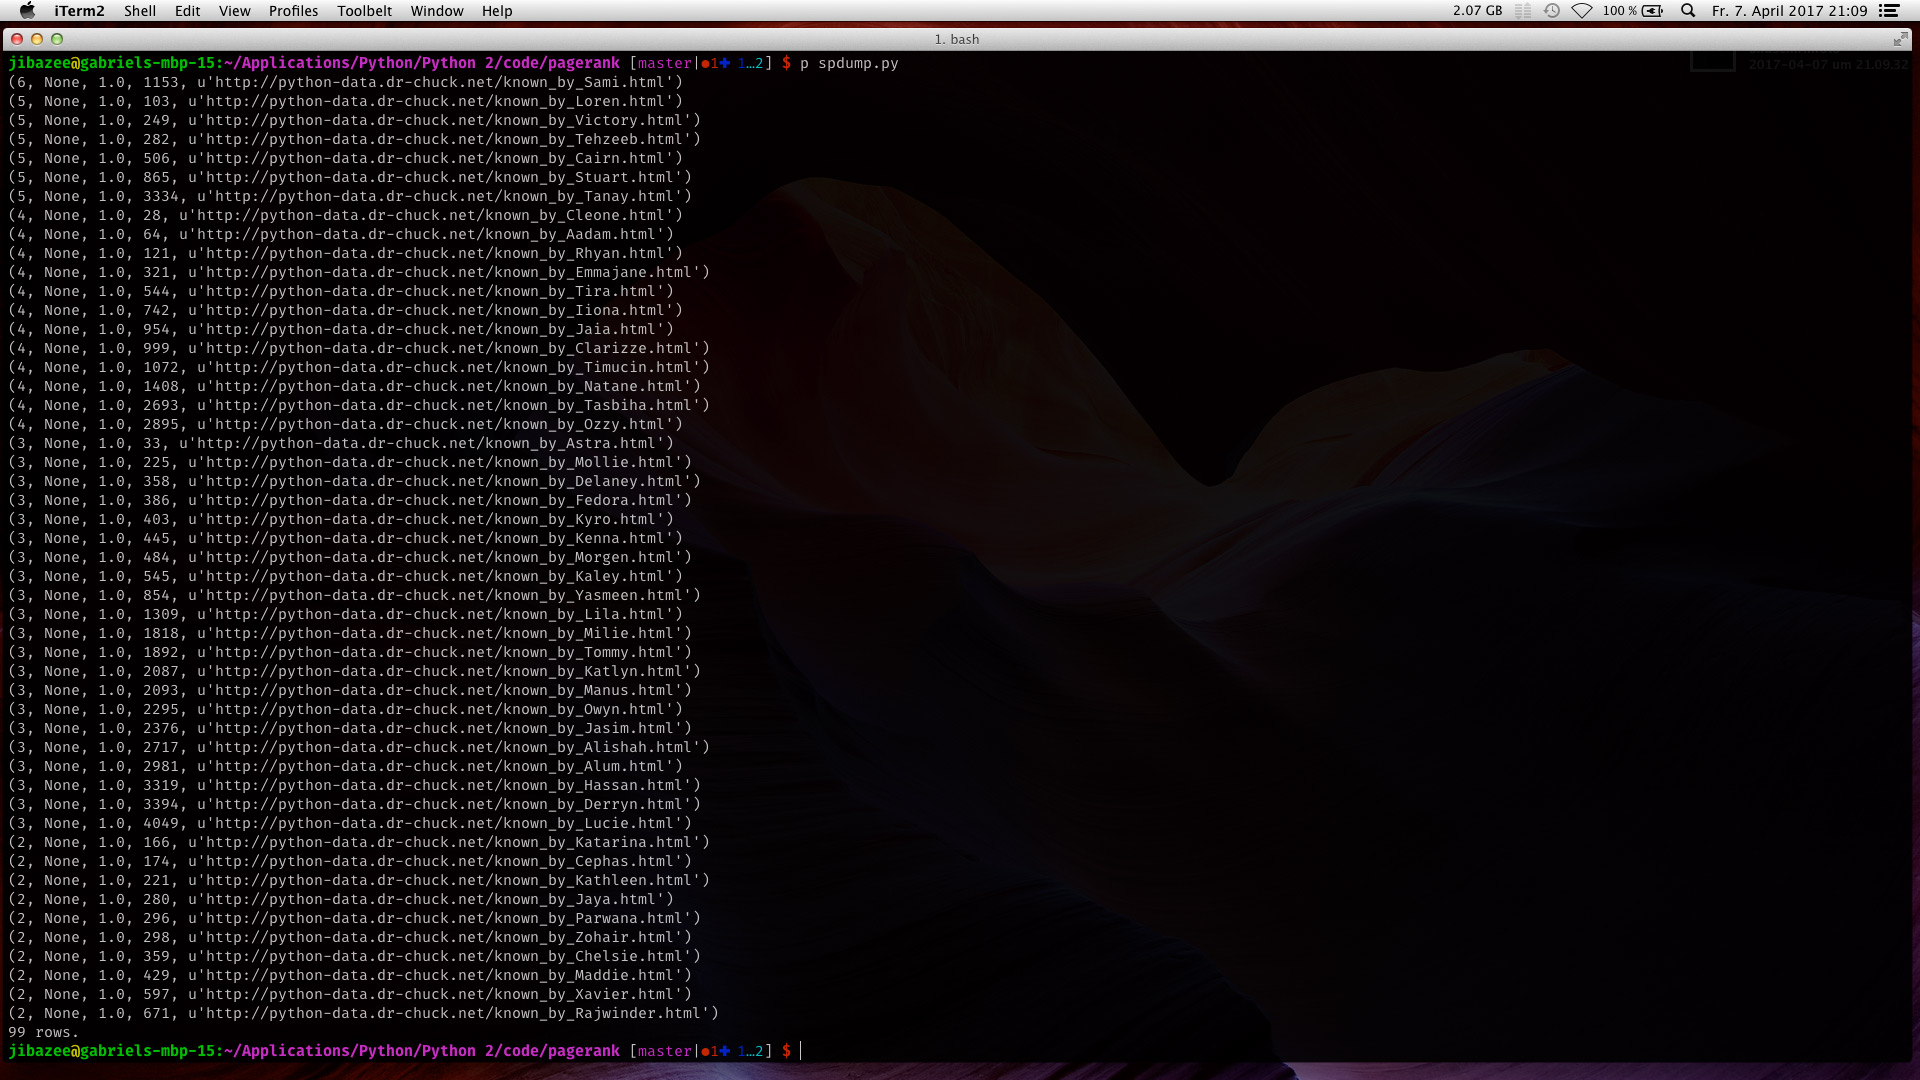 iTerm2 Shell Edit View Profiles Toolbelt Window Help 2.07 GB 100 % Fr. 7. April 2017 21:09
1. bash
2017-04-07 um 21.09.32
jibazee@gabriels-mbp-15:~/Applications/Python/Python 2/code/pagerank [master|●1✚ 1…2] $ p spdump.py
(6, None, 1.0, 1153, u'http://python-data.dr-chuck.net/known_by_Sami.html')
(5, None, 1.0, 103, u'http://python-data.dr-chuck.net/known_by_Loren.html')
(5, None, 1.0, 249, u'http://python-data.dr-chuck.net/known_by_Victory.html')
(5, None, 1.0, 282, u'http://python-data.dr-chuck.net/known_by_Tehzeeb.html')
(5, None, 1.0, 506, u'http://python-data.dr-chuck.net/known_by_Cairn.html')
(5, None, 1.0, 865, u'http://python-data.dr-chuck.net/known_by_Stuart.html')
(5, None, 1.0, 3334, u'http://python-data.dr-chuck.net/known_by_Tanay.html')
(4, None, 1.0, 28, u'http://python-data.dr-chuck.net/known_by_Cleone.html')
(4, None, 1.0, 64, u'http://python-data.dr-chuck.net/known_by_Aadam.html')
(4, None, 1.0, 121, u'http://python-data.dr-chuck.net/known_by_Rhyan.html')
(4, None, 1.0, 321, u'http://python-data.dr-chuck.net/known_by_Emmajane.html')
(4, None, 1.0, 544, u'http://python-data.dr-chuck.net/known_by_Tira.html')
(4, None, 1.0, 742, u'http://python-data.dr-chuck.net/known_by_Iiona.html')
(4, None, 1.0, 954, u'http://python-data.dr-chuck.net/known_by_Jaia.html')
(4, None, 1.0, 999, u'http://python-data.dr-chuck.net/known_by_Clarizze.html')
(4, None, 1.0, 1072, u'http://python-data.dr-chuck.net/known_by_Timucin.html')
(4, None, 1.0, 1408, u'http://python-data.dr-chuck.net/known_by_Natane.html')
(4, None, 1.0, 2693, u'http://python-data.dr-chuck.net/known_by_Tasbiha.html')
(4, None, 1.0, 2895, u'http://python-data.dr-chuck.net/known_by_Ozzy.html')
(3, None, 1.0, 33, u'http://python-data.dr-chuck.net/known_by_Astra.html')
(3, None, 1.0, 225, u'http://python-data.dr-chuck.net/known_by_Mollie.html')
(3, None, 1.0, 358, u'http://python-data.dr-chuck.net/known_by_Delaney.html')
(3, None, 1.0, 386, u'http://python-data.dr-chuck.net/known_by_Fedora.html')
(3, None, 1.0, 403, u'http://python-data.dr-chuck.net/known_by_Kyro.html')
(3, None, 1.0, 445, u'http://python-data.dr-chuck.net/known_by_Kenna.html')
(3, None, 1.0, 484, u'http://python-data.dr-chuck.net/known_by_Morgen.html')
(3, None, 1.0, 545, u'http://python-data.dr-chuck.net/known_by_Kaley.html')
(3, None, 1.0, 854, u'http://python-data.dr-chuck.net/known_by_Yasmeen.html')
(3, None, 1.0, 1309, u'http://python-data.dr-chuck.net/known_by_Lila.html')
(3, None, 1.0, 1818, u'http://python-data.dr-chuck.net/known_by_Milie.html')
(3, None, 1.0, 1892, u'http://python-data.dr-chuck.net/known_by_Tommy.html')
(3, None, 1.0, 2087, u'http://python-data.dr-chuck.net/known_by_Katlyn.html')
(3, None, 1.0, 2093, u'http://python-data.dr-chuck.net/known_by_Manus.html')
(3, None, 1.0, 2295, u'http://python-data.dr-chuck.net/known_by_Owyn.html')
(3, None, 1.0, 2376, u'http://python-data.dr-chuck.net/known_by_Jasim.html')
(3, None, 1.0, 2717, u'http://python-data.dr-chuck.net/known_by_Alishah.html')
(3, None, 1.0, 2981, u'http://python-data.dr-chuck.net/known_by_Alum.html')
(3, None, 1.0, 3319, u'http://python-data.dr-chuck.net/known_by_Hassan.html')
(3, None, 1.0, 3394, u'http://python-data.dr-chuck.net/known_by_Derryn.html')
(3, None, 1.0, 4049, u'http://python-data.dr-chuck.net/known_by_Lucie.html')
(2, None, 1.0, 166, u'http://python-data.dr-chuck.net/known_by_Katarina.html')
(2, None, 1.0, 174, u'http://python-data.dr-chuck.net/known_by_Cephas.html')
(2, None, 1.0, 221, u'http://python-data.dr-chuck.net/known_by_Kathleen.html')
(2, None, 1.0, 280, u'http://python-data.dr-chuck.net/known_by_Jaya.html')
(2, None, 1.0, 296, u'http://python-data.dr-chuck.net/known_by_Parwana.html')
(2, None, 1.0, 298, u'http://python-data.dr-chuck.net/known_by_Zohair.html')
(2, None, 1.0, 359, u'http://python-data.dr-chuck.net/known_by_Chelsie.html')
(2, None, 1.0, 429, u'http://python-data.dr-chuck.net/known_by_Maddie.html')
(2, None, 1.0, 597, u'http://python-data.dr-chuck.net/known_by_Xavier.html')
(2, None, 1.0, 671, u'http://python-data.dr-chuck.net/known_by_Rajwinder.html')
99 rows.
jibazee@gabriels-mbp-15:~/Applications/Python/Python 2/code/pagerank [master|●1✚ 1…2] $